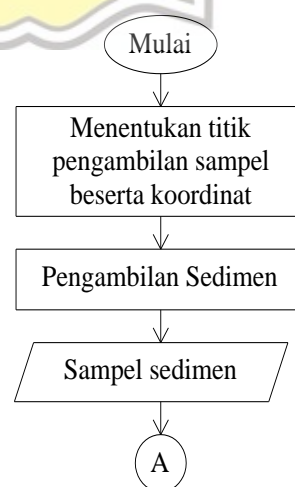 Mulai
Menentukan titik
pengambilan sampel
beserta koordinat
Pengambilan Sedimen
Sampel sedimen
A